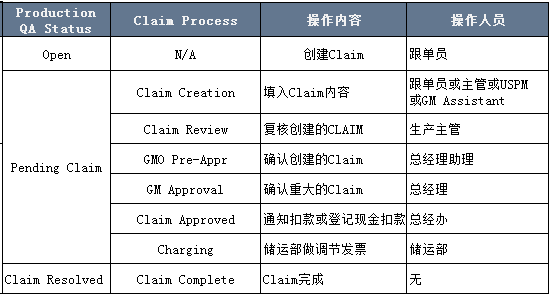 Production QA Status Claim Process 操作内容 操作人员
Open N/A 创建Claim 跟单员
Pending Claim Claim Creation 填入Claim内容 跟单员或主管或USPM或GM Assistant
Claim Review 复核创建的CLAIM 生产主管
GMO Pre-Appr 确认创建的Claim 总经理助理
GM Approval 确认重大的Claim 总经理
Claim Approved 通知扣款或登记现金扣款 总经办
Charging 储运部做调节发票 储运部
Claim Resolved Claim Complete Claim完成 无